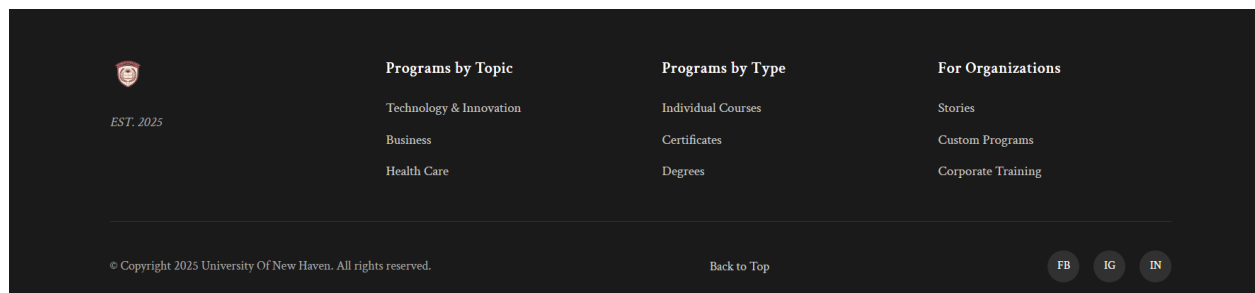 EST. 2025
Programs by Topic
Technology & Innovation
Business
Health Care
Programs by Type
Individual Courses
Certificates
Degrees
For Organizations
Stories
Custom Programs
Corporate Training
© Copyright 2025 University Of New Haven. All rights reserved.
Back to Top
FB
IG
IN